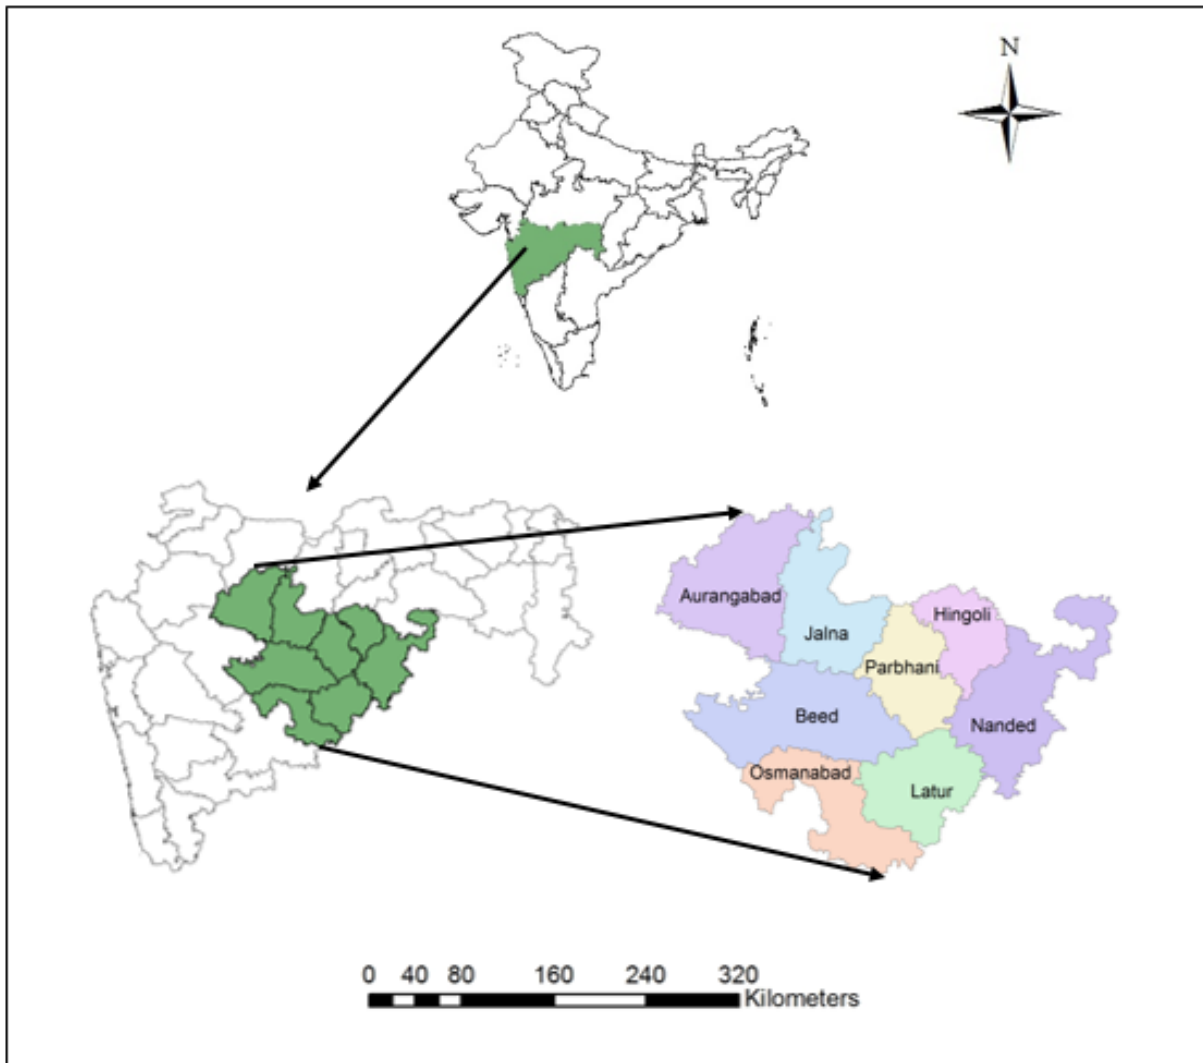 N
Aurangabad
Hingoli
Jalna
Parbhani
Beed
Nanded
Osmanabad
Latur
0 40 80 160 240 320
Kilometers